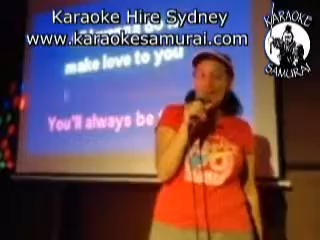 Karaoke Hire Sydney
www.karaokesamurai.com
KARAOKE
SAMURAI
make love to you
You'll always be